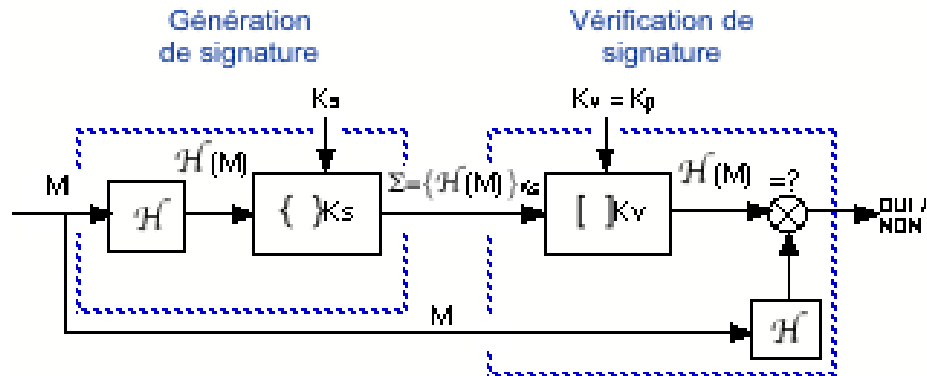 Génération
de signature
Vérification de
signature
Ks
Kv = Kp
M
H
H(M)
{ }Ks
Σ={H(M)}Ks
[ ]Kv
H(M)
=?
OUI /
NON
M
H